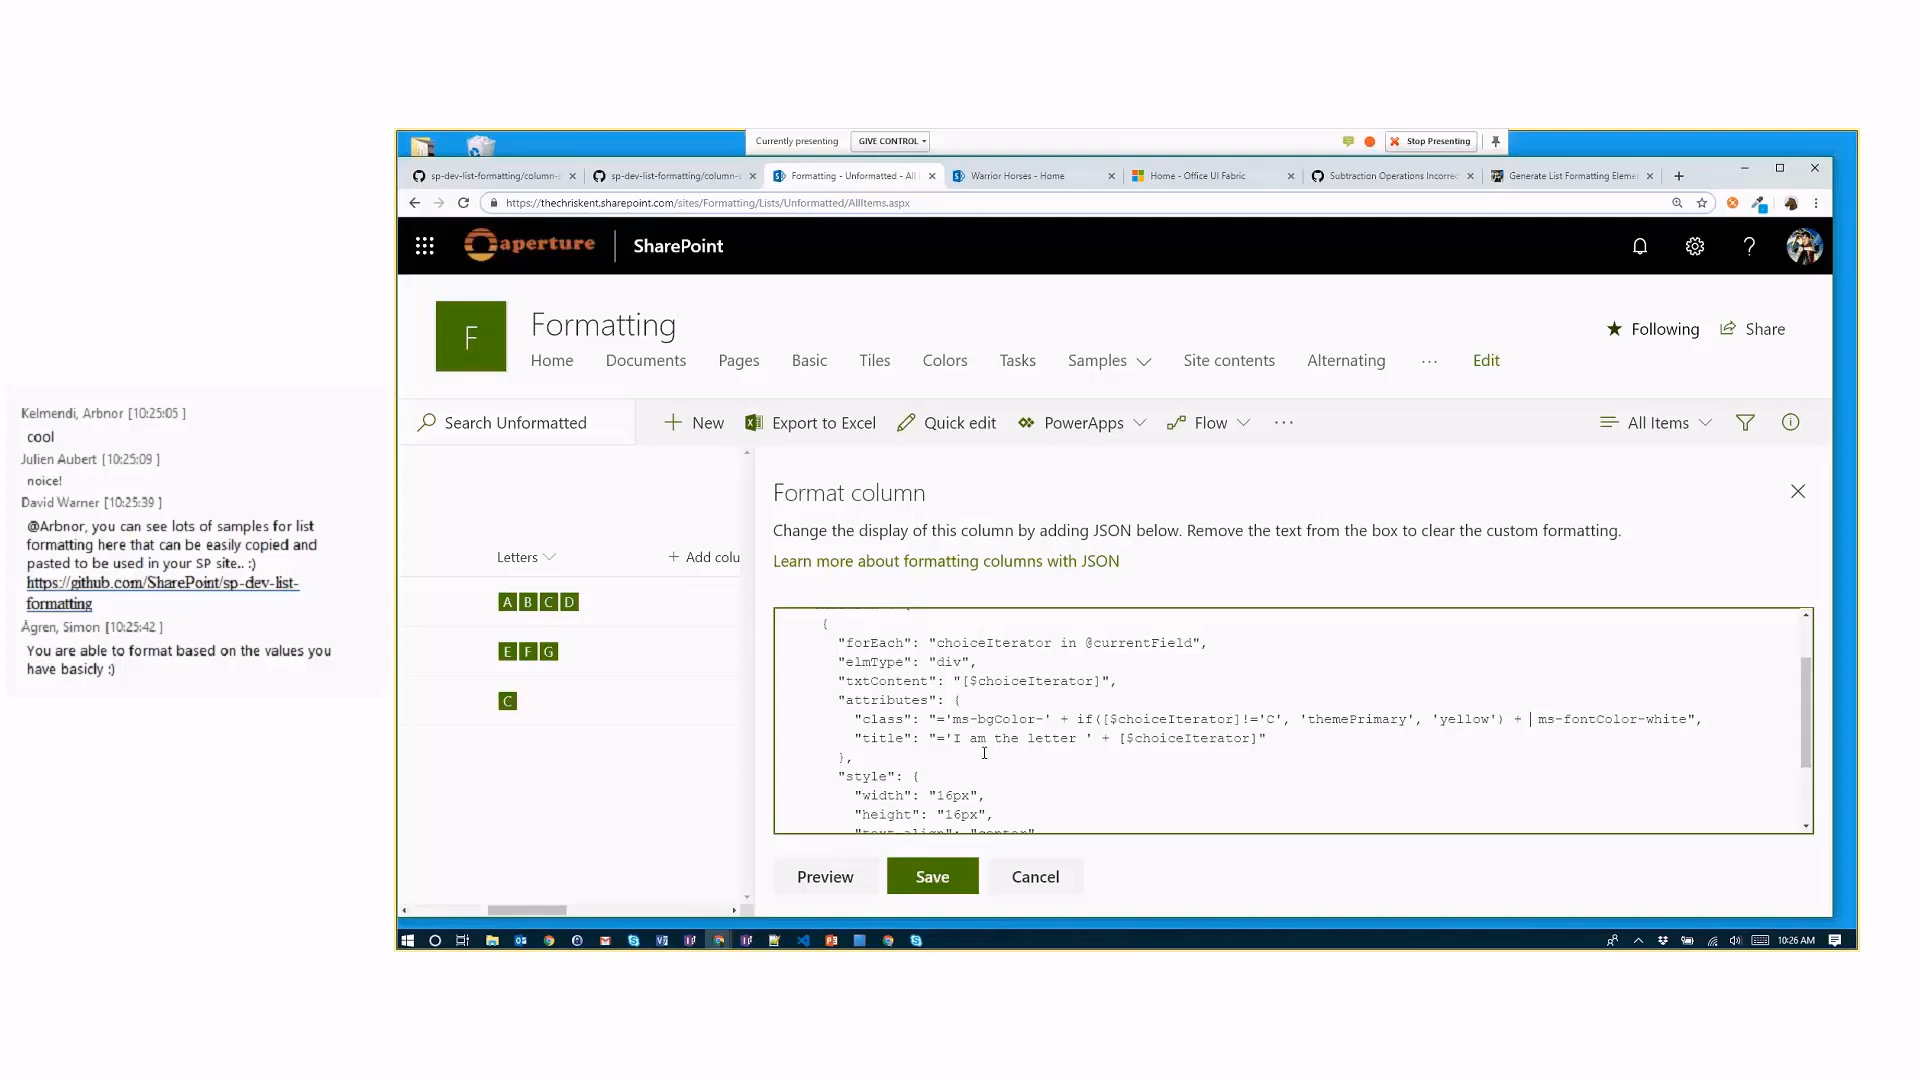 Currently presenting
GIVE CONTROL
Stop Presenting
sp-dev-list-formatting/column-s
sp-dev-list-formatting/column-s
Formatting - Unformatted - All
Warrior Horses - Home
Home - Office UI Fabric
Subtraction Operations Incorrec
Generate List Formatting Eleme
https://thechriskent.sharepoint.com/sites/Formatting/Lists/Unformatted/AllItems.aspx
aperture
SharePoint
F
Formatting
Following
Share
Home
Documents
Pages
Basic
Tiles
Colors
Tasks
Samples
Site contents
Alternating
...
Edit
Search Unformatted
New
Export to Excel
Quick edit
PowerApps
Flow
...
All Items
Kelmendi, Arbnor [10:25:05 ]
cool
Julien Aubert [10:25:09 ]
noice!
David Warner [10:25:39 ]
@Arbnor, you can see lots of samples for list
formatting here that can be easily copied and
pasted to be used in your SP site.. :)
https://github.com/SharePoint/sp-dev-list-
formatting
Ågren, Simon [10:25:42 ]
You are able to format based on the values you
have basicly :)
Letters
+ Add colu
A B C D
E F G
C
Format column
Change the display of this column by adding JSON below. Remove the text from the box to clear the custom formatting.
Learn more about formatting columns with JSON
{
"forEach": "choiceIterator in @currentField",
"elmType": "div",
"txtContent": "[$choiceIterator]",
"attributes": {
"class": "='ms-bgColor-' + if([$choiceIterator]!='C', 'themePrimary', 'yellow') + ms-fontColor-white",
"title": "='I am the letter ' + [$choiceIterator]"
},
"style": {
"width": "16px",
"height": "16px",
"text-align": "center"
Preview
Save
Cancel
10:26 AM